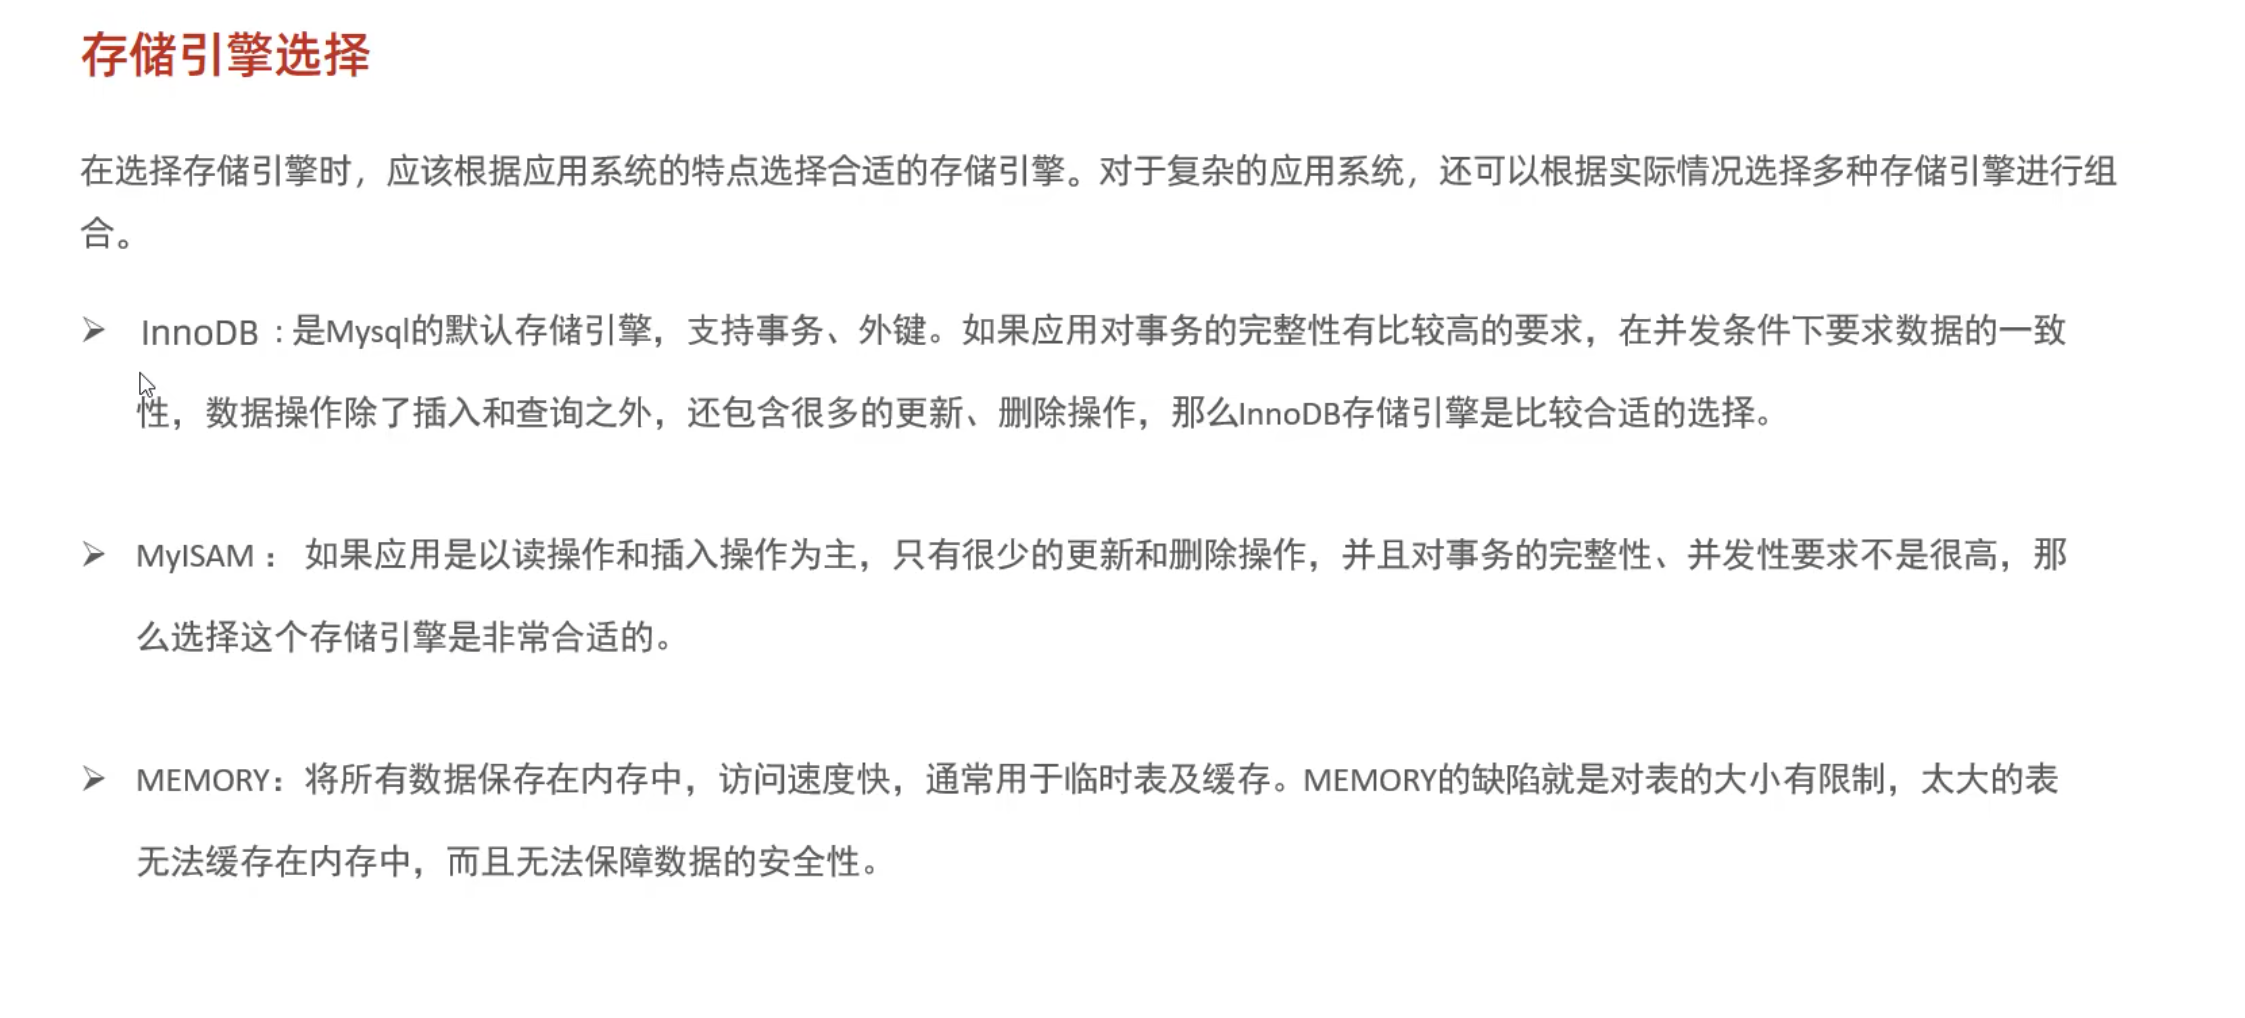 存储引擎选择
在选择存储引擎时，应该根据应用系统的特点选择合适的存储引擎。对于复杂的应用系统，还可以根据实际情况选择多种存储引擎进行组
合。
➢ InnoDB : 是Mysql的默认存储引擎，支持事务、外键。如果应用对事务的完整性有比较高的要求，在并发条件下要求数据的一致
性，数据操作除了插入和查询之外，还包含很多的更新、删除操作，那么InnoDB存储引擎是比较合适的选择。
➢ MyISAM ： 如果应用是以读操作和插入操作为主，只有很少的更新和删除操作，并且对事务的完整性、并发性要求不是很高，那
么选择这个存储引擎是非常合适的。
➢ MEMORY：将所有数据保存在内存中，访问速度快，通常用于临时表及缓存。MEMORY的缺陷就是对表的大小有限制，太大的表
无法缓存在内存中，而且无法保障数据的安全性。